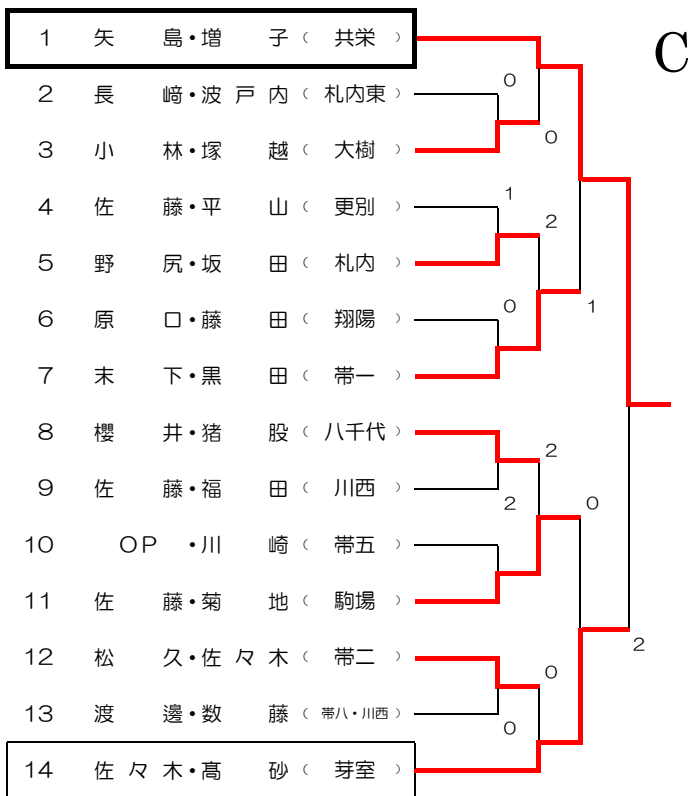 C
1 矢 島・増 子 ( 共栄 )
2 長 﨑・波 戸 内 ( 札内東 )
0
3 小 林・塚 越 ( 大樹 )
0
4 佐 藤・平 山 ( 更別 )
1
2
5 野 尻・坂 田 ( 札内 )
6 原 口・藤 田 ( 翔陽 )
0
1
7 末 下・黒 田 ( 帯一 )
8 櫻 井・猪 股 ( 八千代 )
2
9 佐 藤・福 田 ( 川西 )
2
0
10 OP ・川 崎 ( 帯五 )
11 佐 藤・菊 地 ( 駒場 )
12 松 久・佐 々 木 ( 帯二 )
2
0
13 渡 邊・数 藤 ( 帯八・川西 )
0
14 佐 々 木・髙 砂 ( 芽室 )